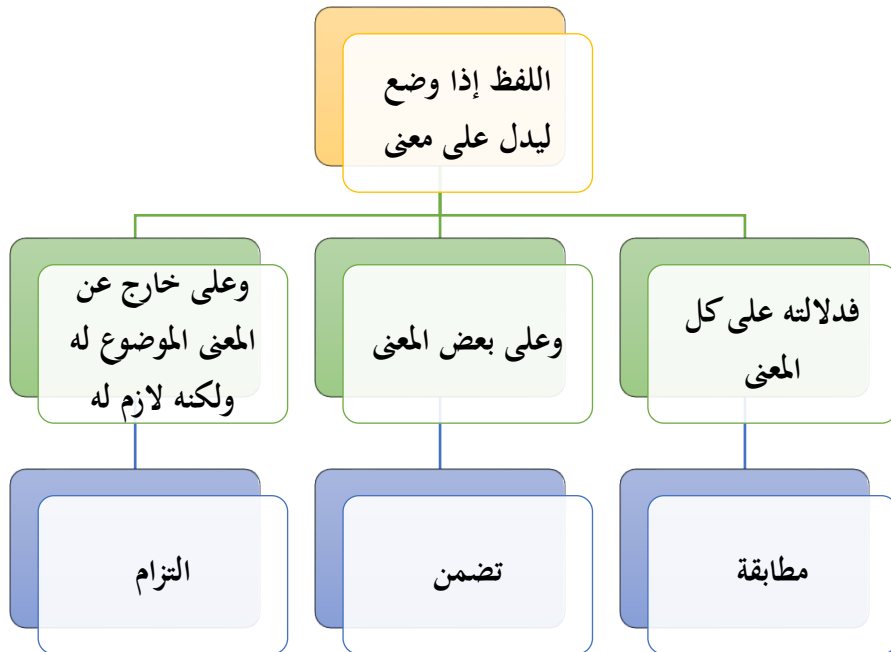 اللفظ إذا وضع
ليدل على معنى
فدلالته على كل
المعنى
وعلى بعض المعنى
وعلى خارج عن
المعنى الموضوع له
ولكنه لازم له
مطابقة
تضمن
التزام